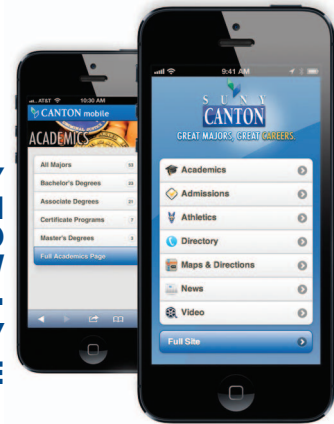 AT&T 10:30 AM
CANTON mobile
ACADEMICS
All Majors
Bachelor's Degrees
Associate Degrees 21
Certificate Programs 7
Master's Degrees
Full Academics Page
9:41 AM
SUNY
CANTON
GREAT MAJORS, GREAT CAREERS.
Academics
Admissions
Athletics
Directory
Maps & Directions
News
Video
Full Site
Y
N
O
W
.
Y
E